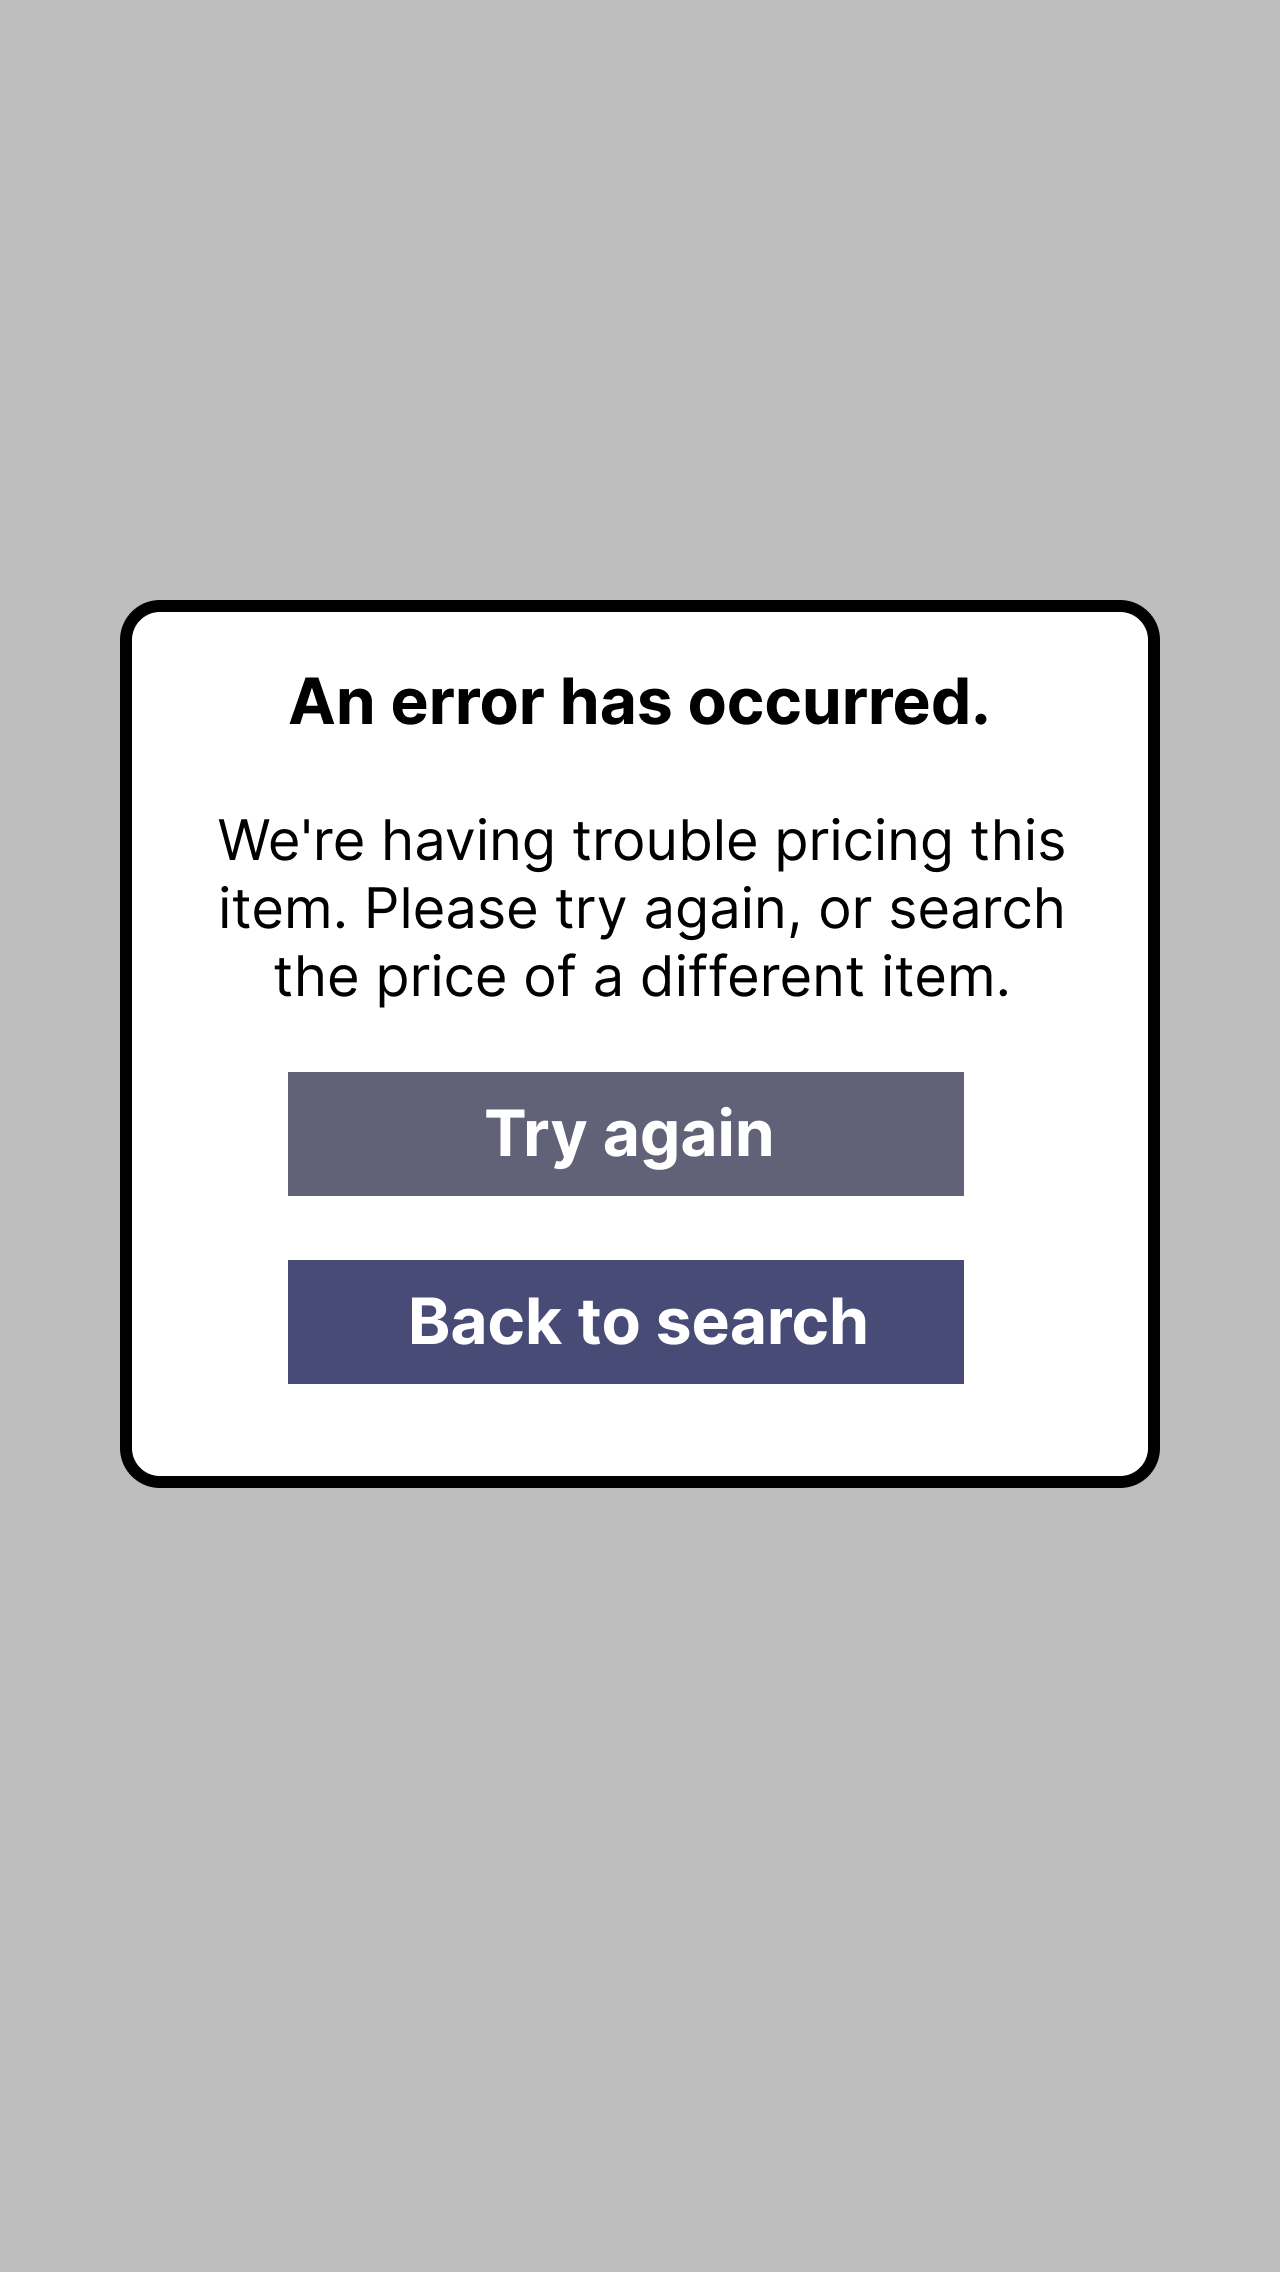 An error has occurred.
We're having trouble pricing this
item. Please try again, or search
the price of a different item.
Try again
Back to search